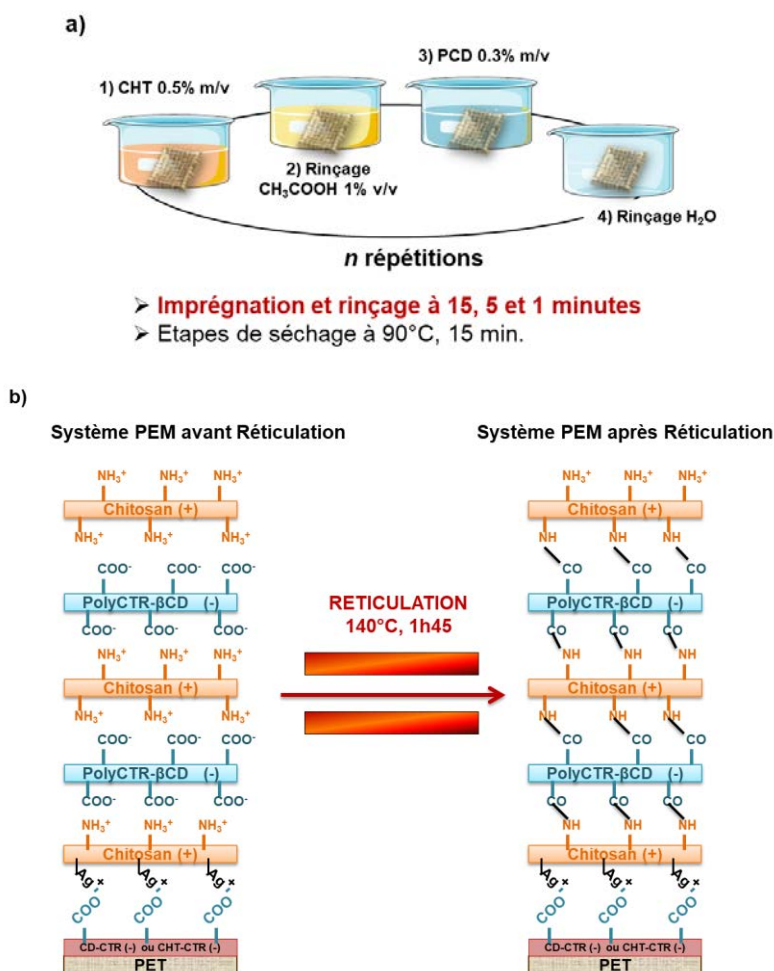 a)
3) PCD 0.3% m/v
1) CHT 0.5% m/v
2) Rinçage
CH₃COOH 1% v/v
4) Rinçage H₂O
n répétitions
➢ Imprégnation et rinçage à 15, 5 et 1 minutes
➢ Etapes de séchage à 90°C, 15 min.
b)
Système PEM avant Réticulation
NH₃⁺ NH₃⁺ NH₃⁺
Chitosan (+)
NH₃⁺ NH₃⁺ NH₃⁺
COO⁻ COO⁻ COO⁻
PolyCTR-βCD (-)
COO⁻ COO⁻ COO⁻
NH₃⁺ NH₃⁺ NH₃⁺
Chitosan (+)
NH₃⁺ NH₃⁺ NH₃⁺
COO⁻ COO⁻ COO⁻
PolyCTR-βCD (-)
COO⁻ COO⁻ COO⁻
NH₃⁺ NH₃⁺ NH₃⁺
Chitosan (+)
Ag⁺ Ag⁺ Ag⁺
COO⁻ COO⁻ COO⁻
CD-CTR (-) ou CHT-CTR (-)
PET
RETICULATION
140°C, 1h45
Système PEM après Réticulation
NH₃⁺ NH₃⁺ NH₃⁺
Chitosan (+)
NH NH NH
CO CO CO
PolyCTR-βCD (-)
CO CO CO
NH NH NH
Chitosan (+)
NH NH NH
CO CO CO
PolyCTR-βCD (-)
CO CO CO
NH NH NH
Chitosan (+)
Ag⁺ Ag⁺ Ag⁺
COO⁻ COO⁻ COO⁻
CD-CTR (-) ou CHT-CTR (-)
PET